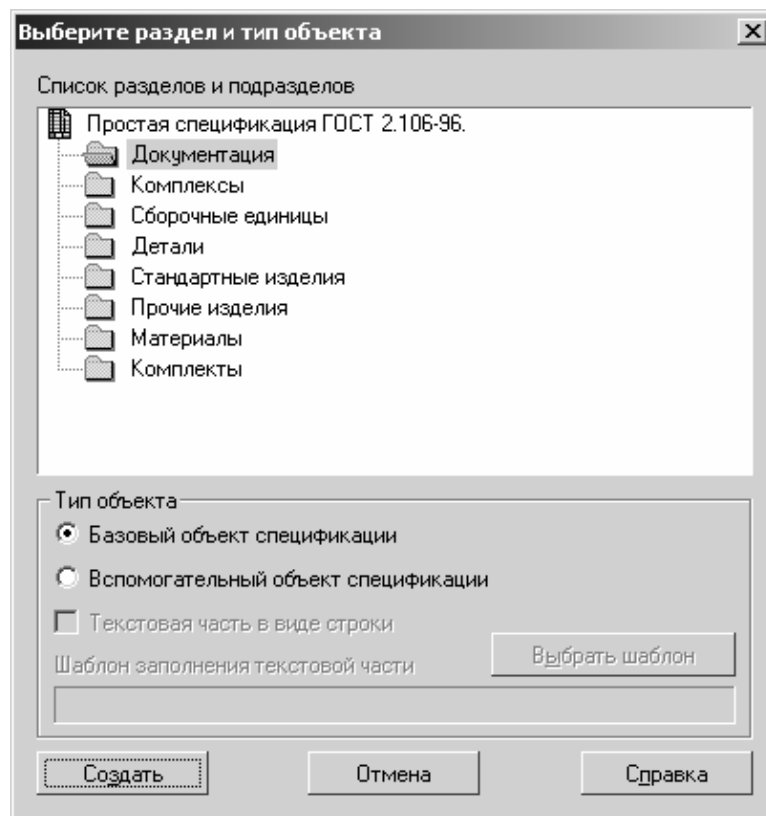 Выберите раздел и тип объекта
Список разделов и подразделов
Простая спецификация ГОСТ 2.106-96.
Документация
Комплексы
Сборочные единицы
Детали
Стандартные изделия
Прочие изделия
Материалы
Комплекты
Тип объекта
Базовый объект спецификации
Вспомогательный объект спецификации
Текстовая часть в виде строки
Шаблон заполнения текстовой части
Выбрать шаблон
Создать
Отмена
Справка